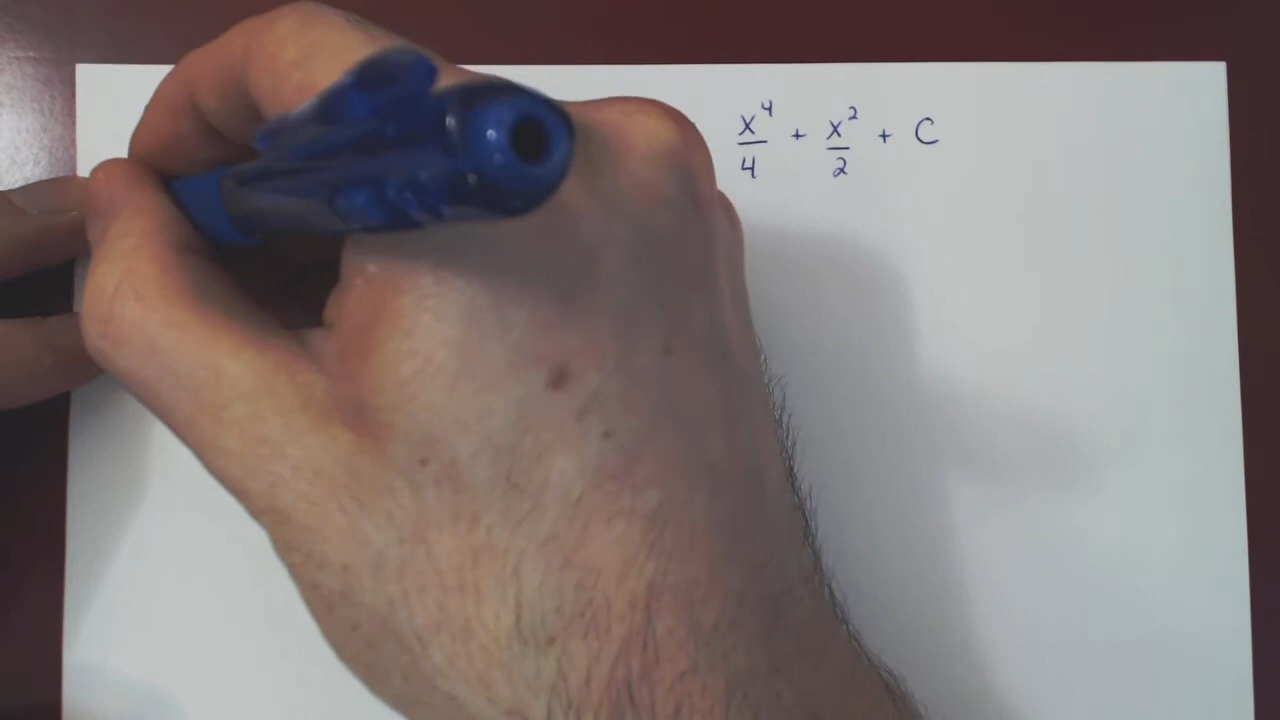 x⁴/4 + x²/2 + C